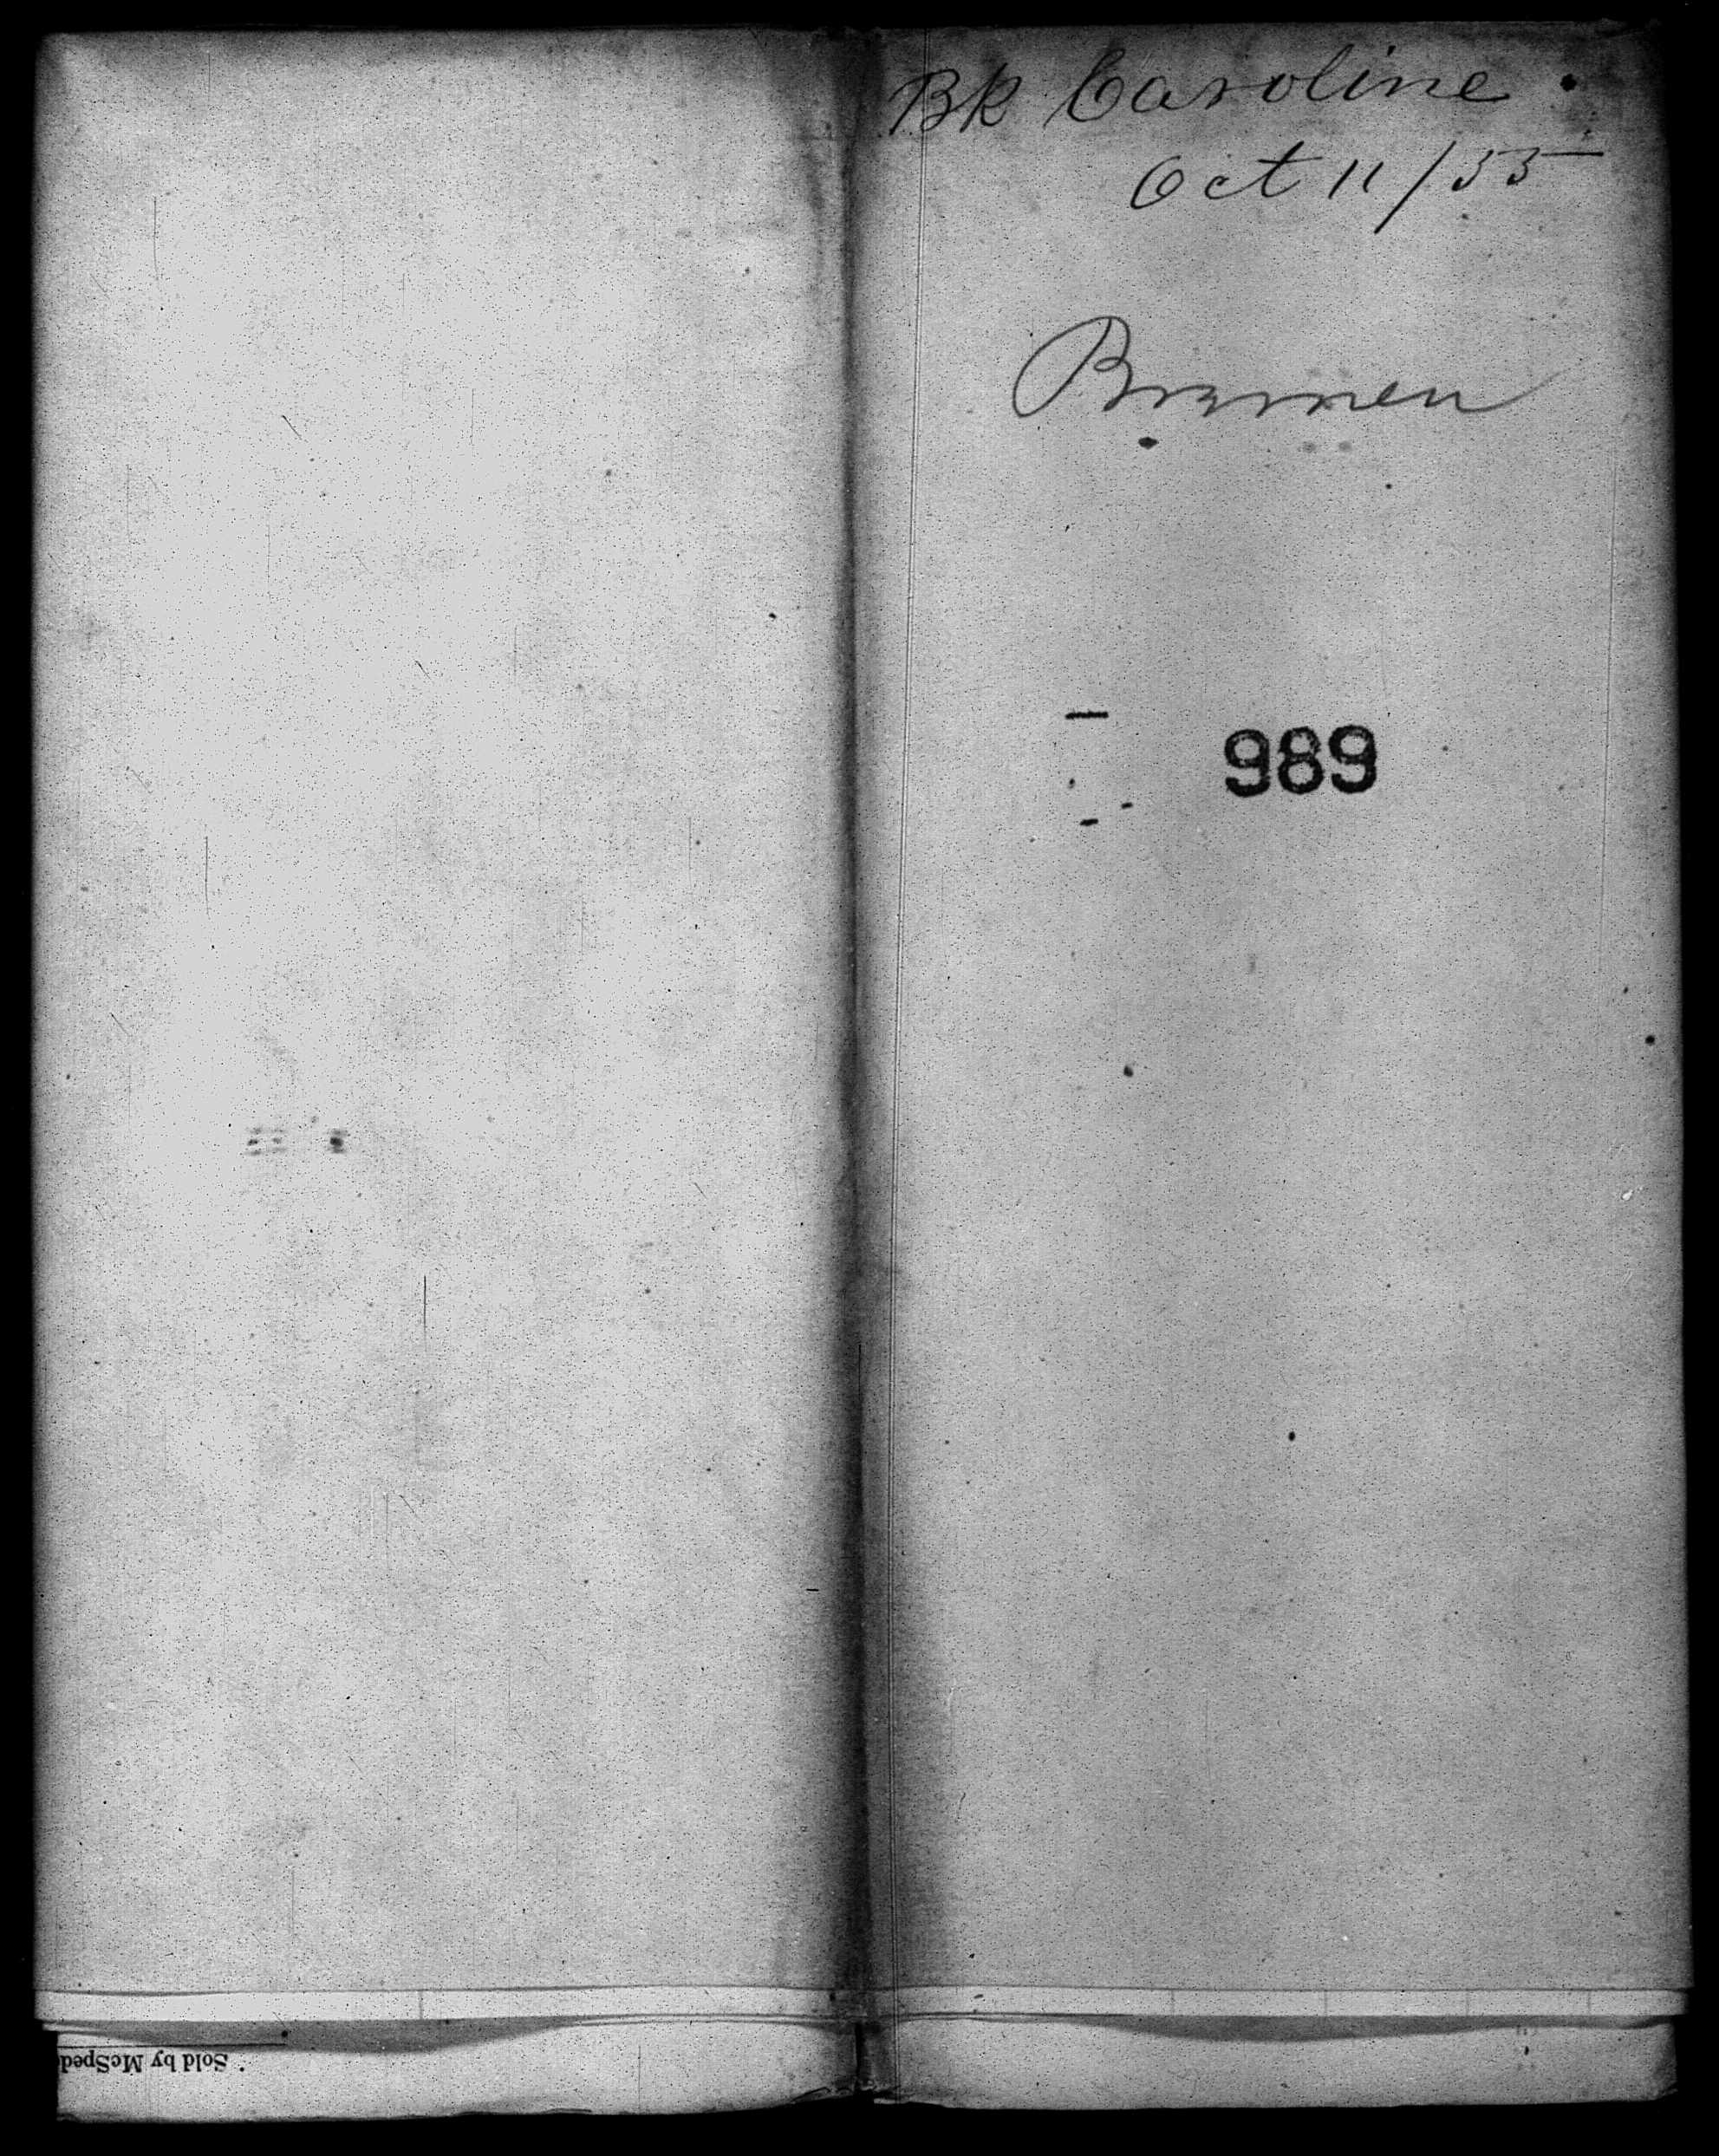 Bk Caroline
Oct 11/55
Bremen
989
Sold by McSped